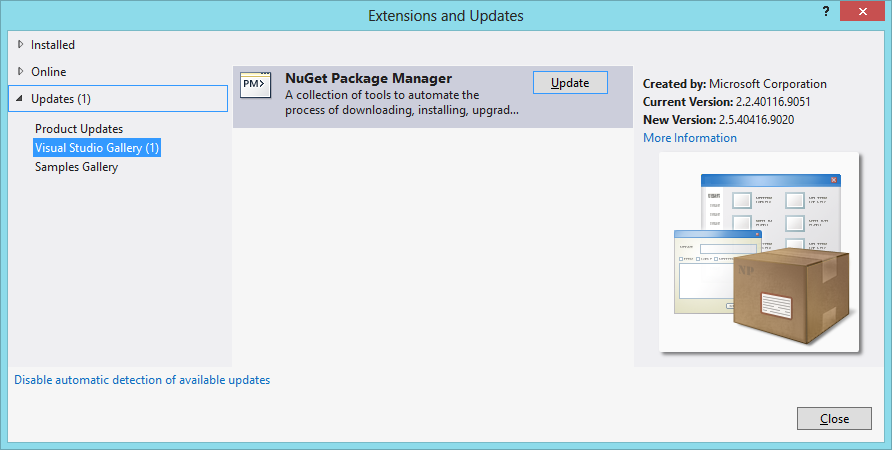 Extensions and Updates
?
Installed
Online
Updates (1)
Product Updates
Visual Studio Gallery (1)
Samples Gallery
PM>
NuGet Package Manager
A collection of tools to automate the
process of downloading, installing, upgrad...
Update
Created by: Microsoft Corporation
Current Version: 2.2.40116.9051
New Version: 2.5.40416.9020
More Information
NP
Disable automatic detection of available updates
Close